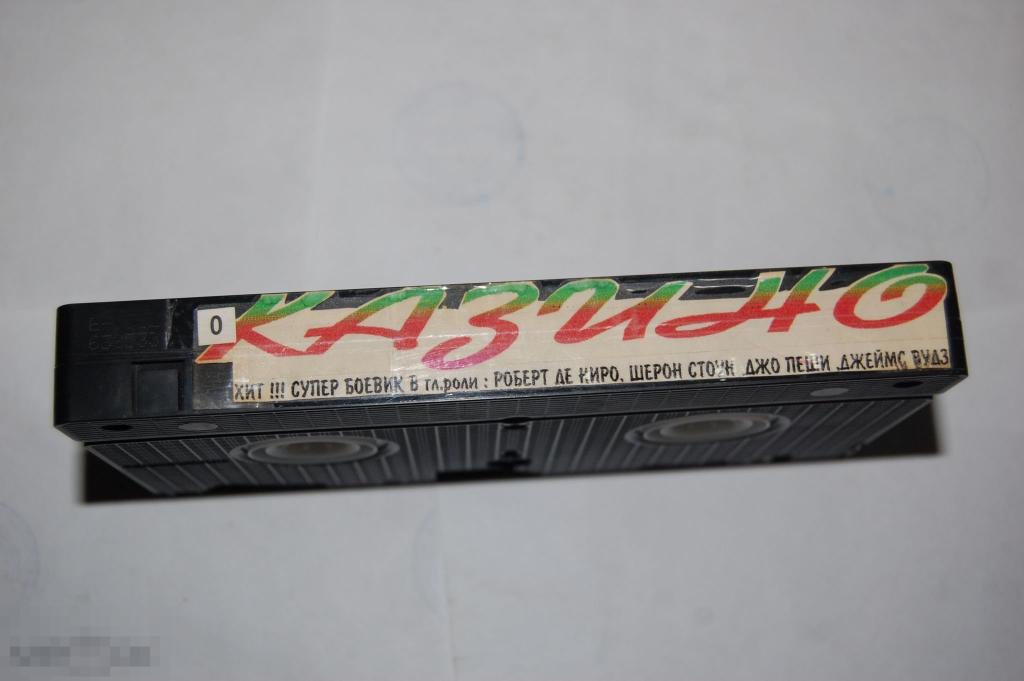 0
КАЗИНО
ХИТ !!! СУПЕР БОЕВИК В гл.роли : РОБЕРТ ДЕ НИРО, ШЕРОН СТОУН ДЖО ПЕШИ ДЖЕЙМС ВУДЗ